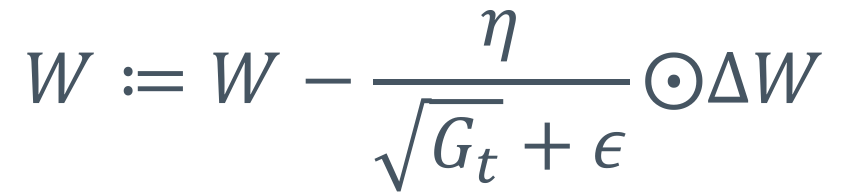 W := W − η / (√G_t + ϵ) ⊙ ΔW